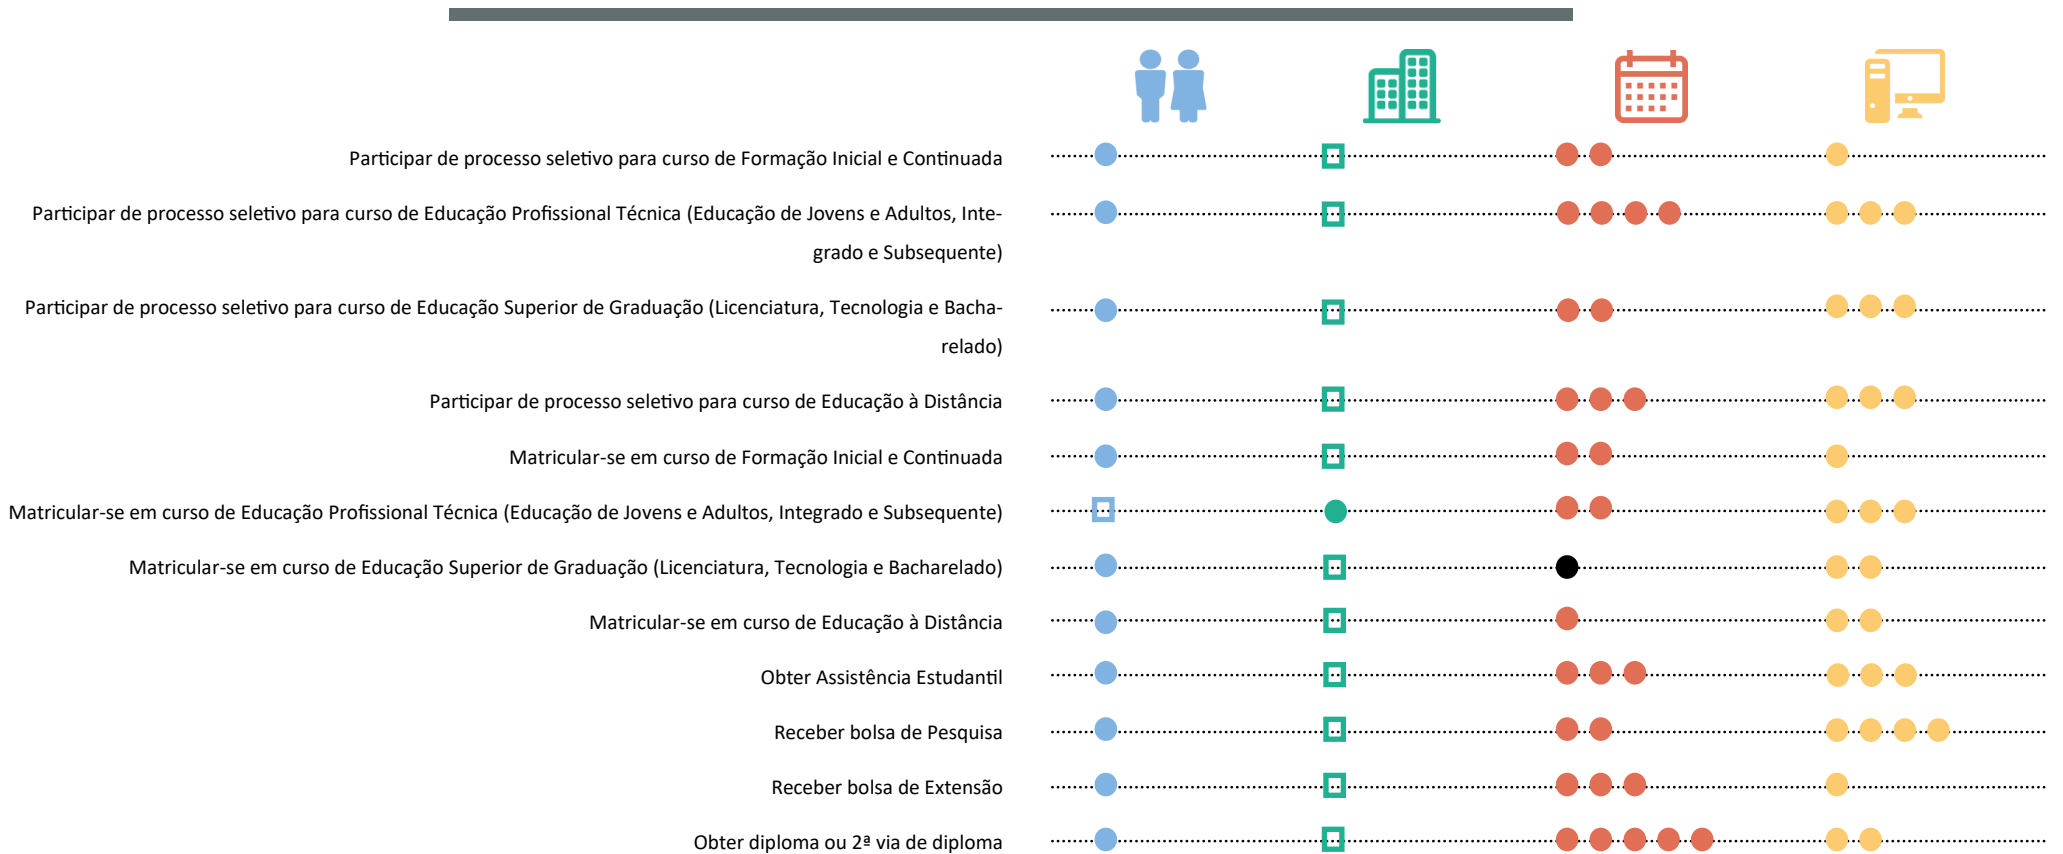 Participar de processo seletivo para curso de Formação Inicial e Continuada
Participar de processo seletivo para curso de Educação Profissional Técnica (Educação de Jovens e Adultos, Inte-
grado e Subsequente)
Participar de processo seletivo para curso de Educação Superior de Graduação (Licenciatura, Tecnologia e Bacha-
relado)
Participar de processo seletivo para curso de Educação à Distância
Matricular-se em curso de Formação Inicial e Continuada
Matricular-se em curso de Educação Profissional Técnica (Educação de Jovens e Adultos, Integrado e Subsequente)
Matricular-se em curso de Educação Superior de Graduação (Licenciatura, Tecnologia e Bacharelado)
Matricular-se em curso de Educação à Distância
Obter Assistência Estudantil
Receber bolsa de Pesquisa
Receber bolsa de Extensão
Obter diploma ou 2ª via de diploma